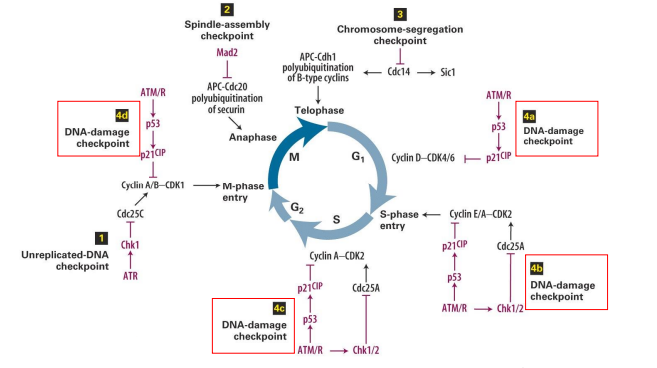 2
Spindle-assembly
checkpoint
Mad2
APC-Cdc20
polyubiquitination
of securin
Anaphase
3
Chromosome-segregation
checkpoint
APC-Cdh1
polyubiquitination
of B-type cyclins
Cdc14
Sic1
Telophase
4d
DNA-damage
checkpoint
ATM/R
p53
p21CIP
Cyclin A/B–CDK1
M-phase
entry
Cdc25C
1
Unreplicated-DNA
checkpoint
Chk1
ATR
M
G1
G2
S
4a
DNA-damage
checkpoint
ATM/R
p53
p21CIP
Cyclin D–CDK4/6
S-phase
entry
Cyclin E/A–CDK2
p21CIP
Cdc25A
p53
ATM/R
Chk1/2
4b
DNA-damage
checkpoint
Cyclin A–CDK2
p21CIP
Cdc25A
4c
DNA-damage
checkpoint
p53
ATM/R
Chk1/2